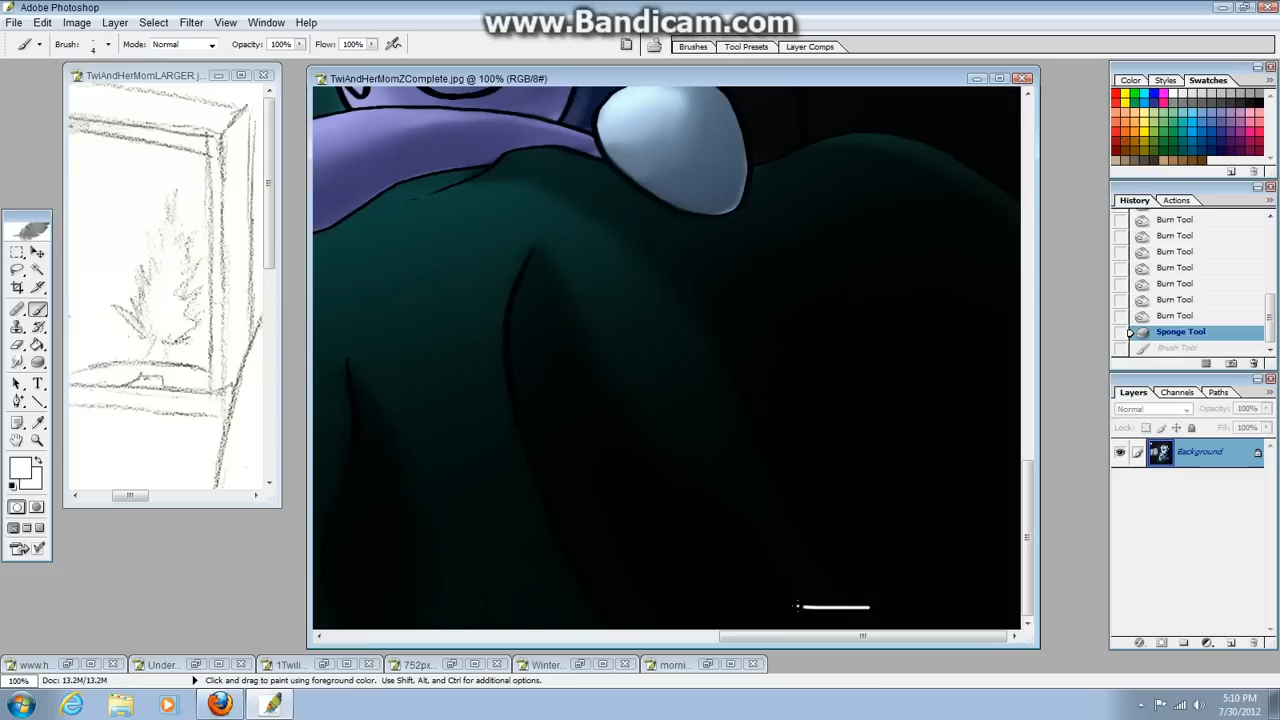 Adobe Photoshop
www.Bandicam.com
File Edit Image Layer Select Filter View Window Help
Brush: 4 Mode: Normal Opacity: 100% Flow: 100% Brushes Tool Presets Layer Comps
TwiAndHerMomLARGER.j...
TwiAndHerMomZComplete.jpg @ 100% (RGB/8#)
Color Styles Swatches
History Actions
Burn Tool
Burn Tool
Burn Tool
Burn Tool
Burn Tool
Burn Tool
Burn Tool
Sponge Tool
Brush Tool
Layers Channels Paths
Normal Opacity: 100%
Lock: Fill: 100%
Background
www.h Under... 1Twili 752px... Winter... morni
100% Doc: 13.2M/13.2M Click and drag to paint using foreground color. Use Shift, Alt, and Ctrl for additional options.
5:10 PM
7/30/2012